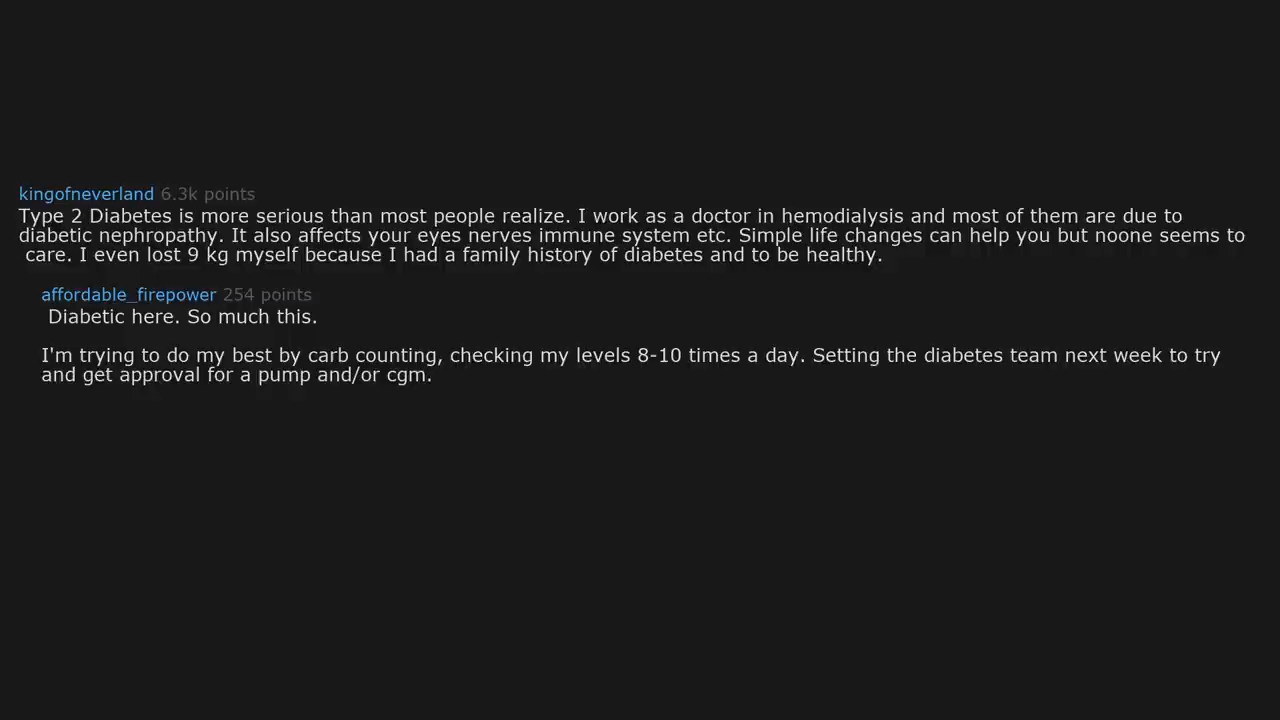 kingofneverland 6.3k points
Type 2 Diabetes is more serious than most people realize. I work as a doctor in hemodialysis and most of them are due to
diabetic nephropathy. It also affects your eyes nerves immune system etc. Simple life changes can help you but noone seems to
care. I even lost 9 kg myself because I had a family history of diabetes and to be healthy.
affordable_firepower 254 points
Diabetic here. So much this.
I'm trying to do my best by carb counting, checking my levels 8-10 times a day. Setting the diabetes team next week to try
and get approval for a pump and/or cgm.